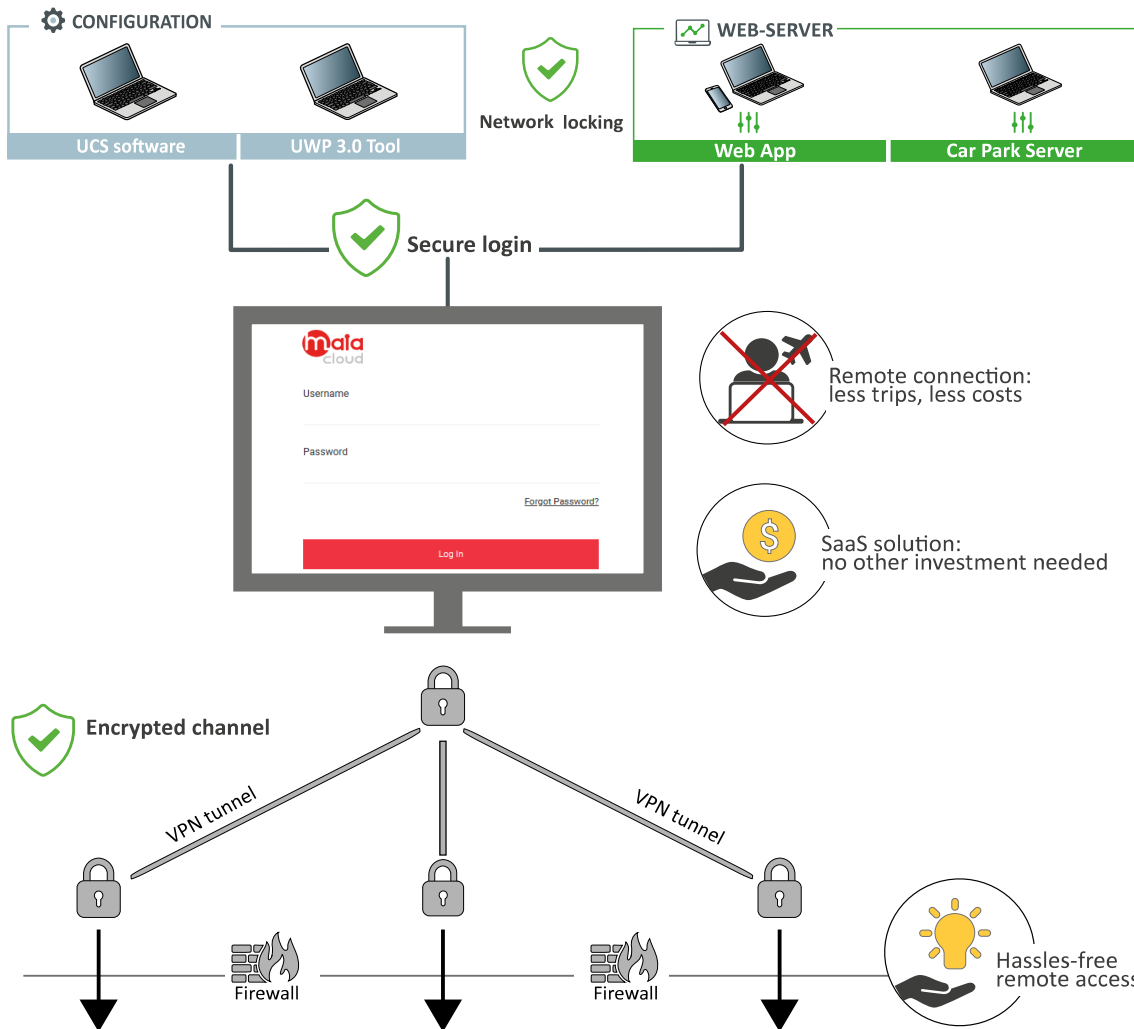 CONFIGURATION
WEB-SERVER
Network locking
UCS software
UWP 3.0 Tool
Web App
Car Park Server
Secure login
maia
cloud
Username
Password
Forgot Password?
Log In
Remote connection:
less trips, less costs
SaaS solution:
no other investment needed
Encrypted channel
VPN tunnel
VPN tunnel
Firewall
Firewall
Hassles-free
remote access